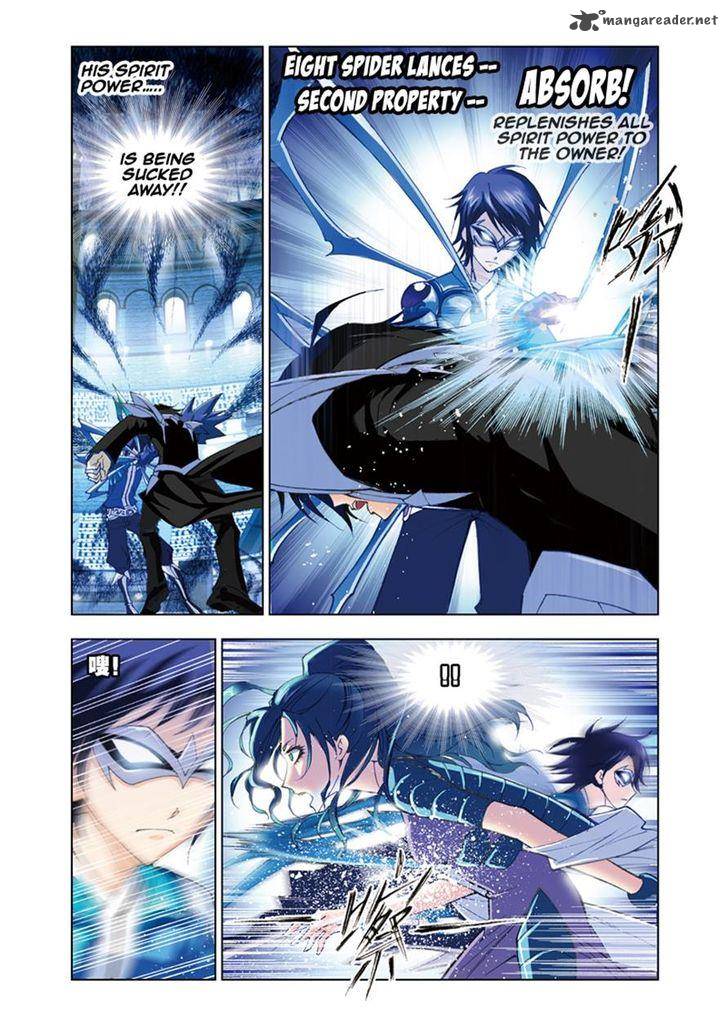 mangareader.net
HIS SPIRIT
POWER.....
IS BEING
SUCKED
AWAY!!
EIGHT SPIDER LANCES --
SECOND PROPERTY --
ABSORB!
REPLENISHES ALL
SPIRIT POWER TO
THE OWNER!
嗖!
!!